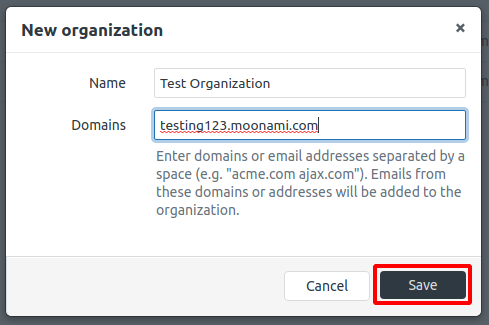 New organization ×
Name Test Organization
Domains testing123.moonami.com
Enter domains or email addresses separated by a
space (e.g. "acme.com ajax.com"). Emails from
these domains or addresses will be added to the
organization.
Cancel Save